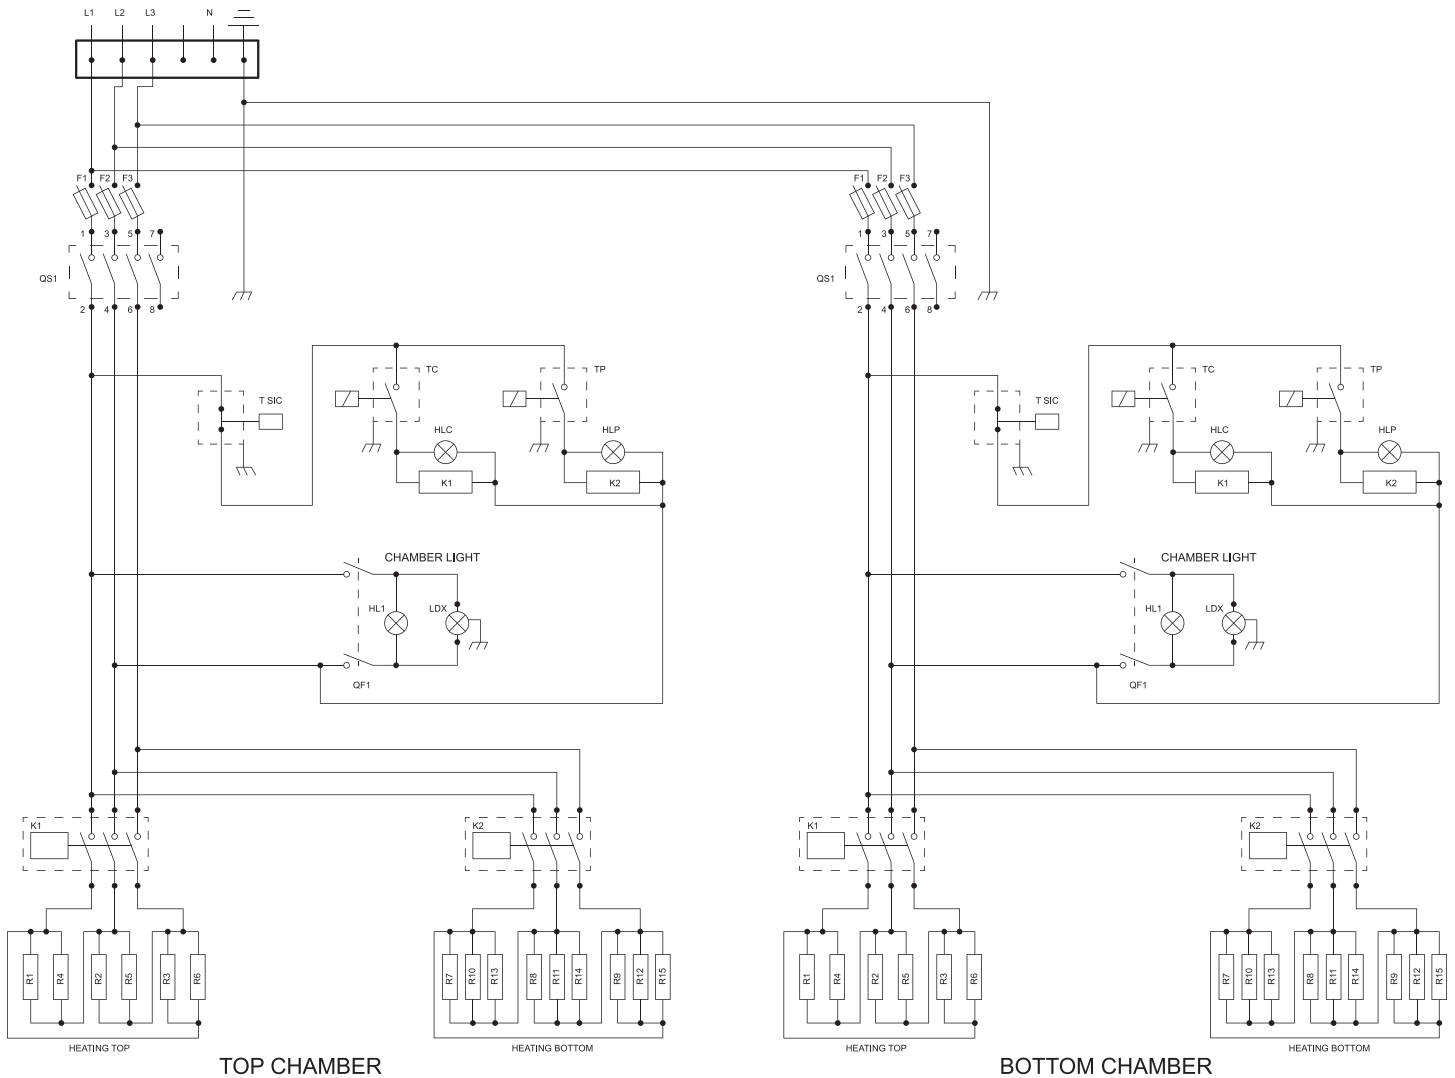 L1 L2 L3 N
F1 F2 F3 F1 F2 F3
1 3 5 7 1 3 5 7
QS1 QS1
2 4 6 8 2 4 6 8
TC TP TC TP
T SIC T SIC
HLC HLP HLC HLP
K1 K2 K1 K2
CHAMBER LIGHT CHAMBER LIGHT
HL1 LDX HL1 LDX
QF1 QF1
K1 K2 K1 K2
R1 R4 R2 R5 R3 R6 R7 R10 R13 R8 R11 R14 R9 R12 R15 R1 R4 R2 R5 R3 R6 R7 R10 R13 R8 R11 R14 R9 R12 R15
HEATING TOP HEATING BOTTOM HEATING TOP HEATING BOTTOM
TOP CHAMBER BOTTOM CHAMBER